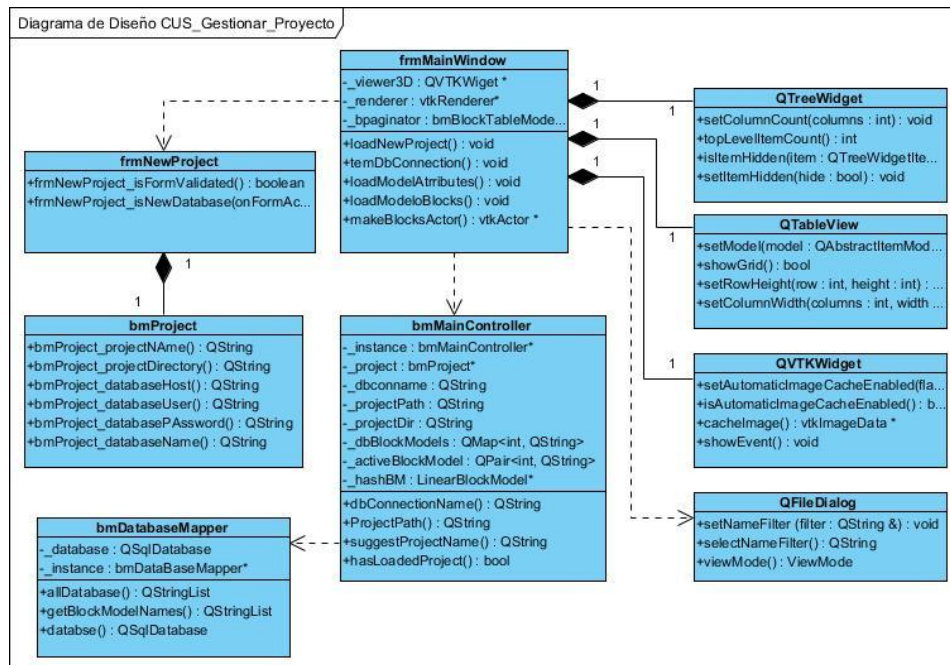 Diagrama de Diseño CUS_Gestionar_Proyecto
frmMainWindow
-_viewer3D : QVTKWiget *
-_renderer : vtkRenderer*
-_bpaginator : bmBlockTableMode...
+loadNewProject() : void
+temDbConnection() : void
+loadModelAtrributes() : void
+loadModeloBlocks() : void
+makeBlocksActor() : vtkActor *
frmNewProject
+frmNewProject_isFormValidated() : boolean
+frmNewProject_isNewDatabase(onFormAc...
1
1
bmProject
+bmProject_projectNAme() : QString
+bmProject_projectDirectory() : QString
+bmProject_databaseHost() : QString
+bmProject_databaseUser() : QString
+bmProject_databasePAssword() : QString
+bmProject_databaseName() : QString
bmMainController
-_instance : bmMainController*
-_project : bmProject*
-_dbconname : QString
-_projectPath : QString
-_projectDir : QString
-_dbBlockModels : QMap<int, QString>
-_activeBlockModel : QPair<int, QString>
-_hashBM : LinearBlockModel*
+dbConnectionName() : QString
+ProjectPath() : QString
+suggestProjectName() : QString
+hasLoadedProject() : bool
bmDatabaseMapper
-_database : QSqlDatabase
-_instance : bmDataBaseMapper*
+allDatabase() : QStringList
+getBlockModelNames() : QStringList
+databse() : QSqlDatabase
1
1
QTreeWidget
+setColumnCount(columns : int) : void
+topLevelItemCount() : int
+isItemHidden(item : QTreeWidgetIte...
+setItemHidden(hide : bool) : void
1
1
QTableView
+setModel(model : QAbstractItemMod...
+showGrid() : bool
+setRowHeight(row : int, height : int) : ...
+setColumnWidth(columns : int, width ...
1
1
QVTKWidget
+setAutomaticImageCacheEnabled(fla...
+isAutomaticImageCacheEnabled() : b...
+cacheImage() : vtkImageData *
+showEvent() : void
QFileDialog
+setNameFilter (filter : QString &) : void
+selectNameFilter() : QString
+viewMode() : ViewMode